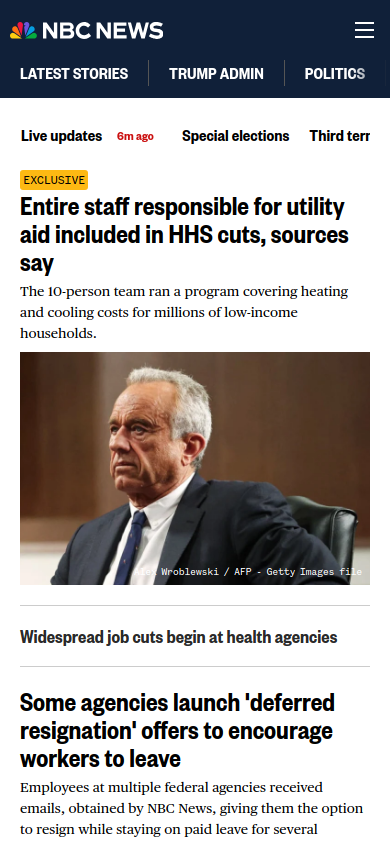 NBC NEWS
LATEST STORIES TRUMP ADMIN POLITICS
Live updates 6m ago Special elections Third terr
EXCLUSIVE
Entire staff responsible for utility
aid included in HHS cuts, sources
say
The 10-person team ran a program covering heating
and cooling costs for millions of low-income
households.
Wroblewski / AFP - Getty Images file
Widespread job cuts begin at health agencies
Some agencies launch 'deferred
resignation' offers to encourage
workers to leave
Employees at multiple federal agencies received
emails, obtained by NBC News, giving them the option
to resign while staying on paid leave for several